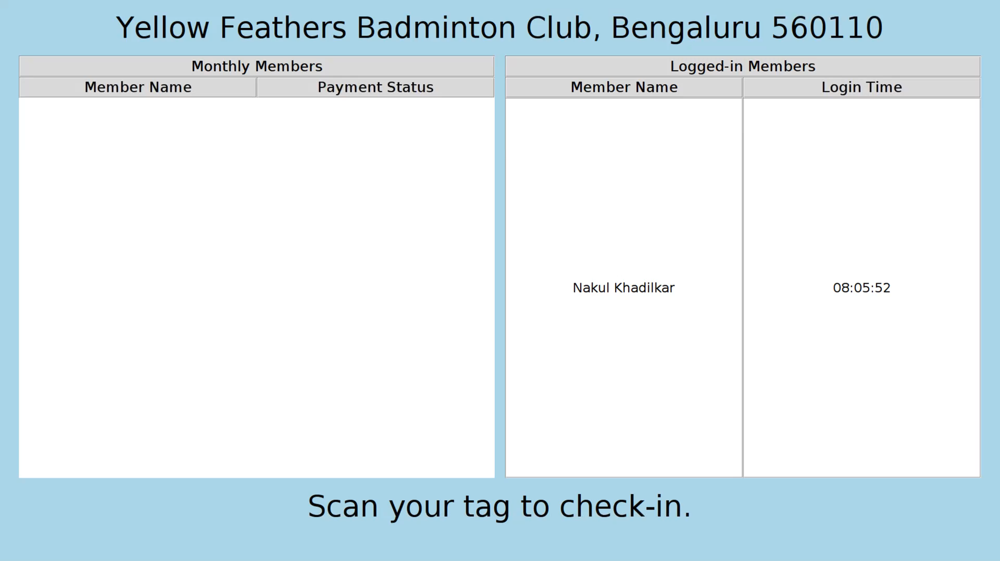 Yellow Feathers Badminton Club, Bengaluru 560110
Monthly Members
Member Name
Payment Status
Logged-in Members
Member Name
Login Time
Nakul Khadilkar
08:05:52
Scan your tag to check-in.